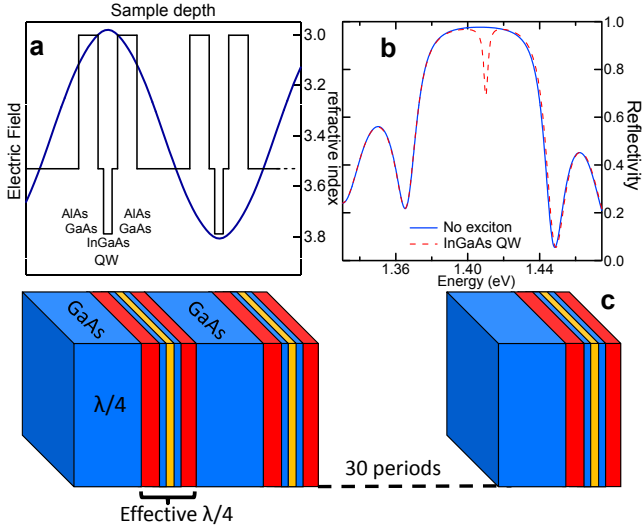 Sample depth
a
Electric Field
AlAs AlAs
GaAs GaAs
InGaAs
QW
3.0
3.3
3.6
3.8
refractive index
b
No exciton
InGaAs QW
1.36
1.40
1.44
Energy (eV)
1.0
0.8
0.6
0.4
0.2
0.0
Reflectivity
c
GaAs
GaAs
λ/4
30 periods
Effective λ/4